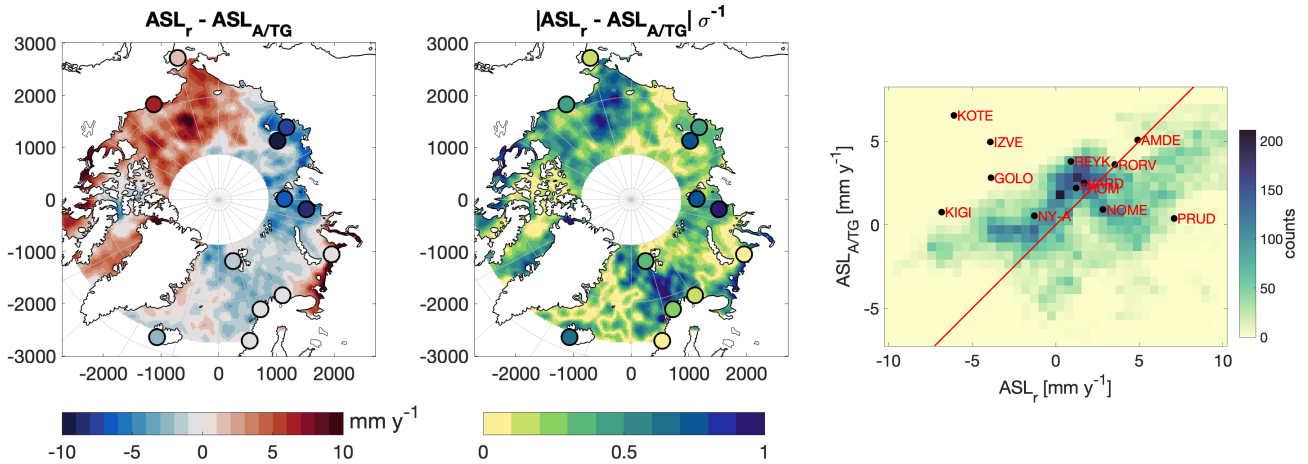 ASL_r - ASL_A/TG
3000
2000
1000
0
-1000
-2000
-3000
-2000 -1000 0 1000 2000
-10 -5 0 5 10
mm y^-1
|ASL_r - ASL_A/TG| σ^-1
3000
2000
1000
0
-1000
-2000
-3000
-2000 -1000 0 1000 2000
0 0.5 1
ASL_A/TG [mm y^-1]
5
0
-5
KOTE
AMDE
IZVE
REYK
RORV
GOLO
VARD
KIGI
NY-A
NOME
PRUD
-10 -5 0 5 10
ASL_r [mm y^-1]
200
150
100
50
0
counts